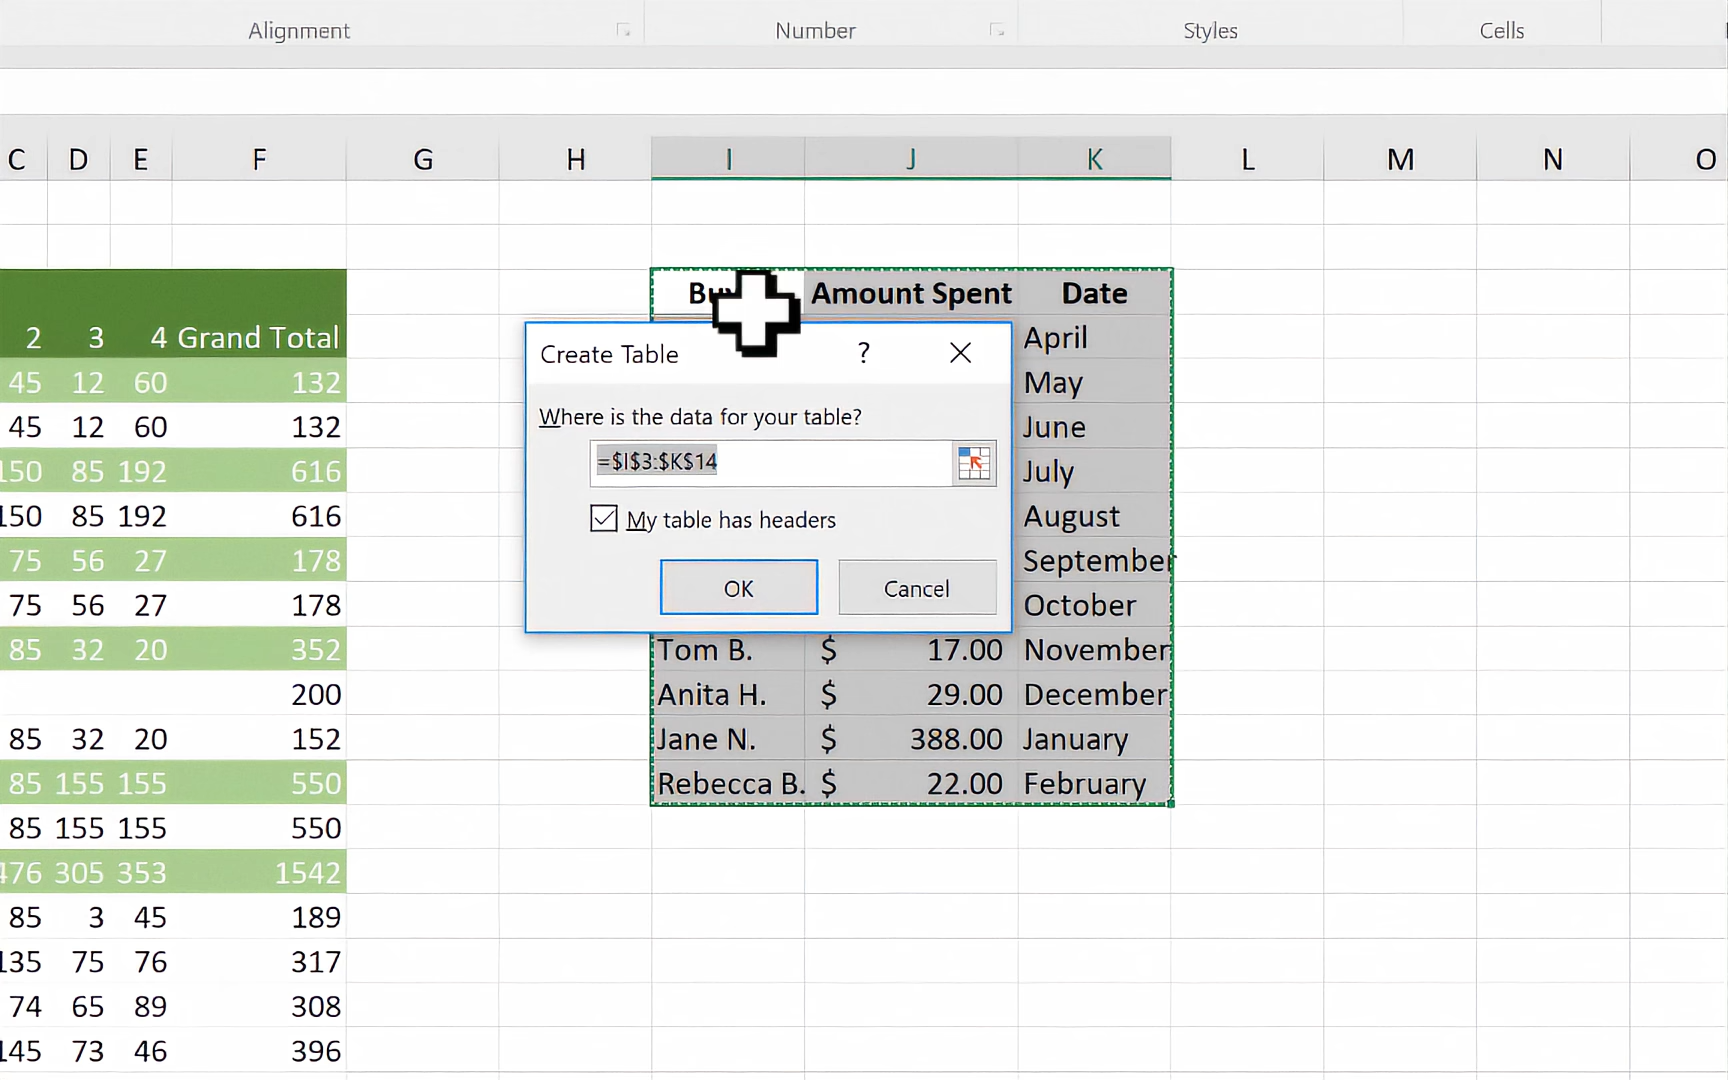 Alignment Number Styles Cells
C D E F G H I J K L M N O
Amount Spent Date
2 3 4 Grand Total April
45 12 60 132 May
45 12 60 132 June
150 85 192 616 July
150 85 192 616 August
75 56 27 178 September
75 56 27 178 October
85 32 20 352 Tom B. $ 17.00 November
200 Anita H. $ 29.00 December
85 32 20 152 Jane N. $ 388.00 January
85 155 155 550 Rebecca B. $ 22.00 February
85 155 155 550
476 305 353 1542
85 3 45 189
135 75 76 317
74 65 89 308
145 73 46 396
Create Table ?
Where is the data for your table?
=$I$3:$K$14
My table has headers
OK Cancel